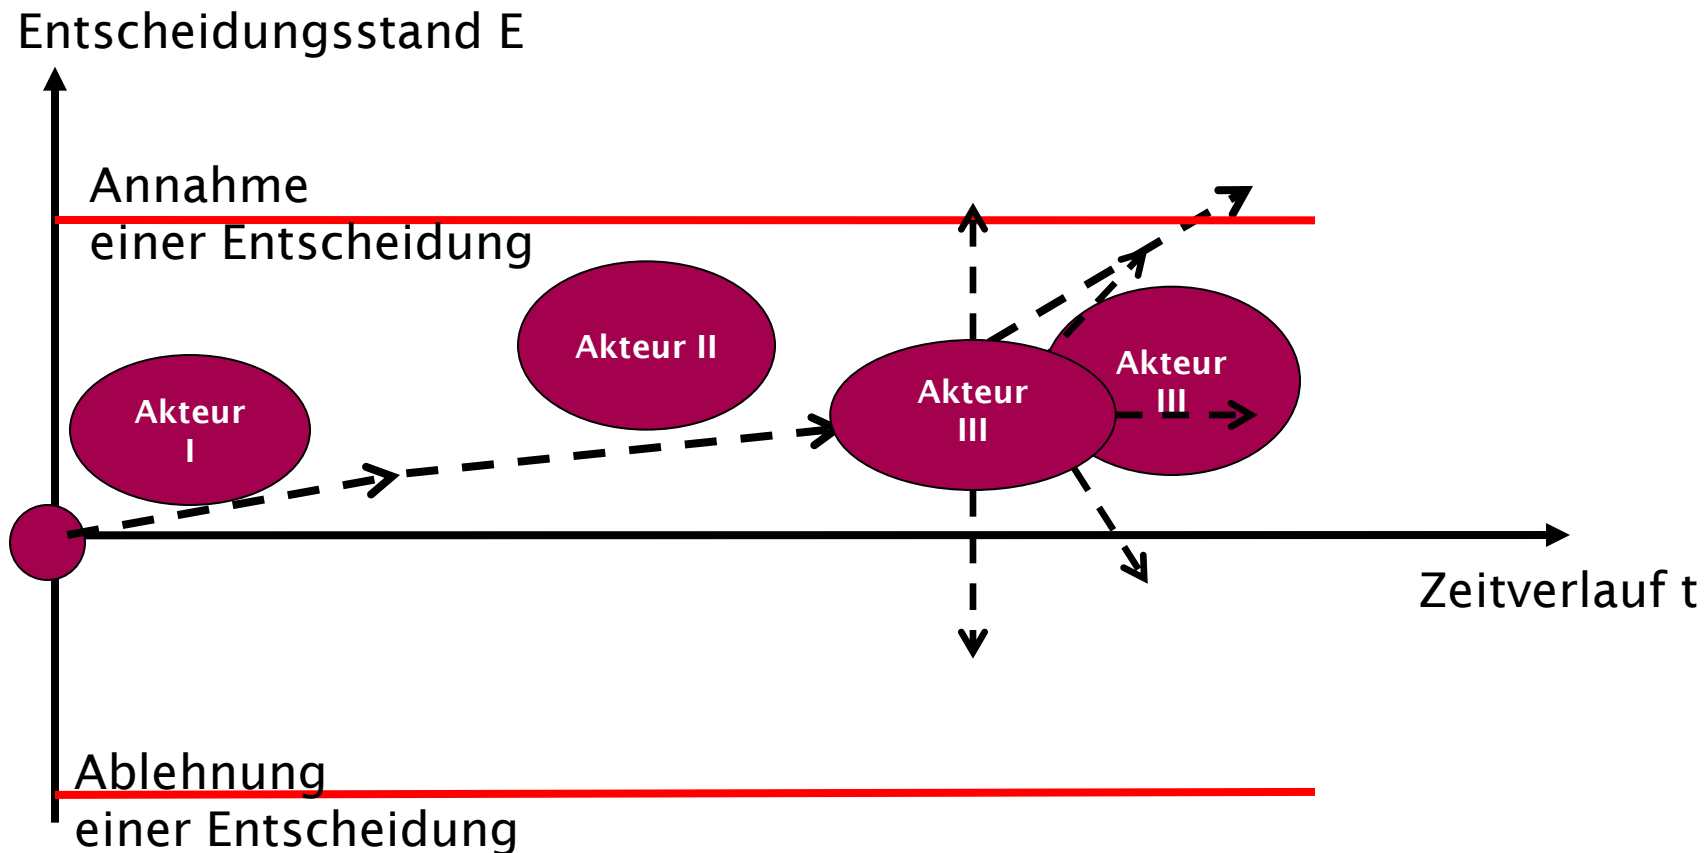 Entscheidungsstand E
Annahme
einer Entscheidung
Akteur II
Akteur
I
Akteur
III
Akteur
III
Zeitverlauf t
Ablehnung
einer Entscheidung